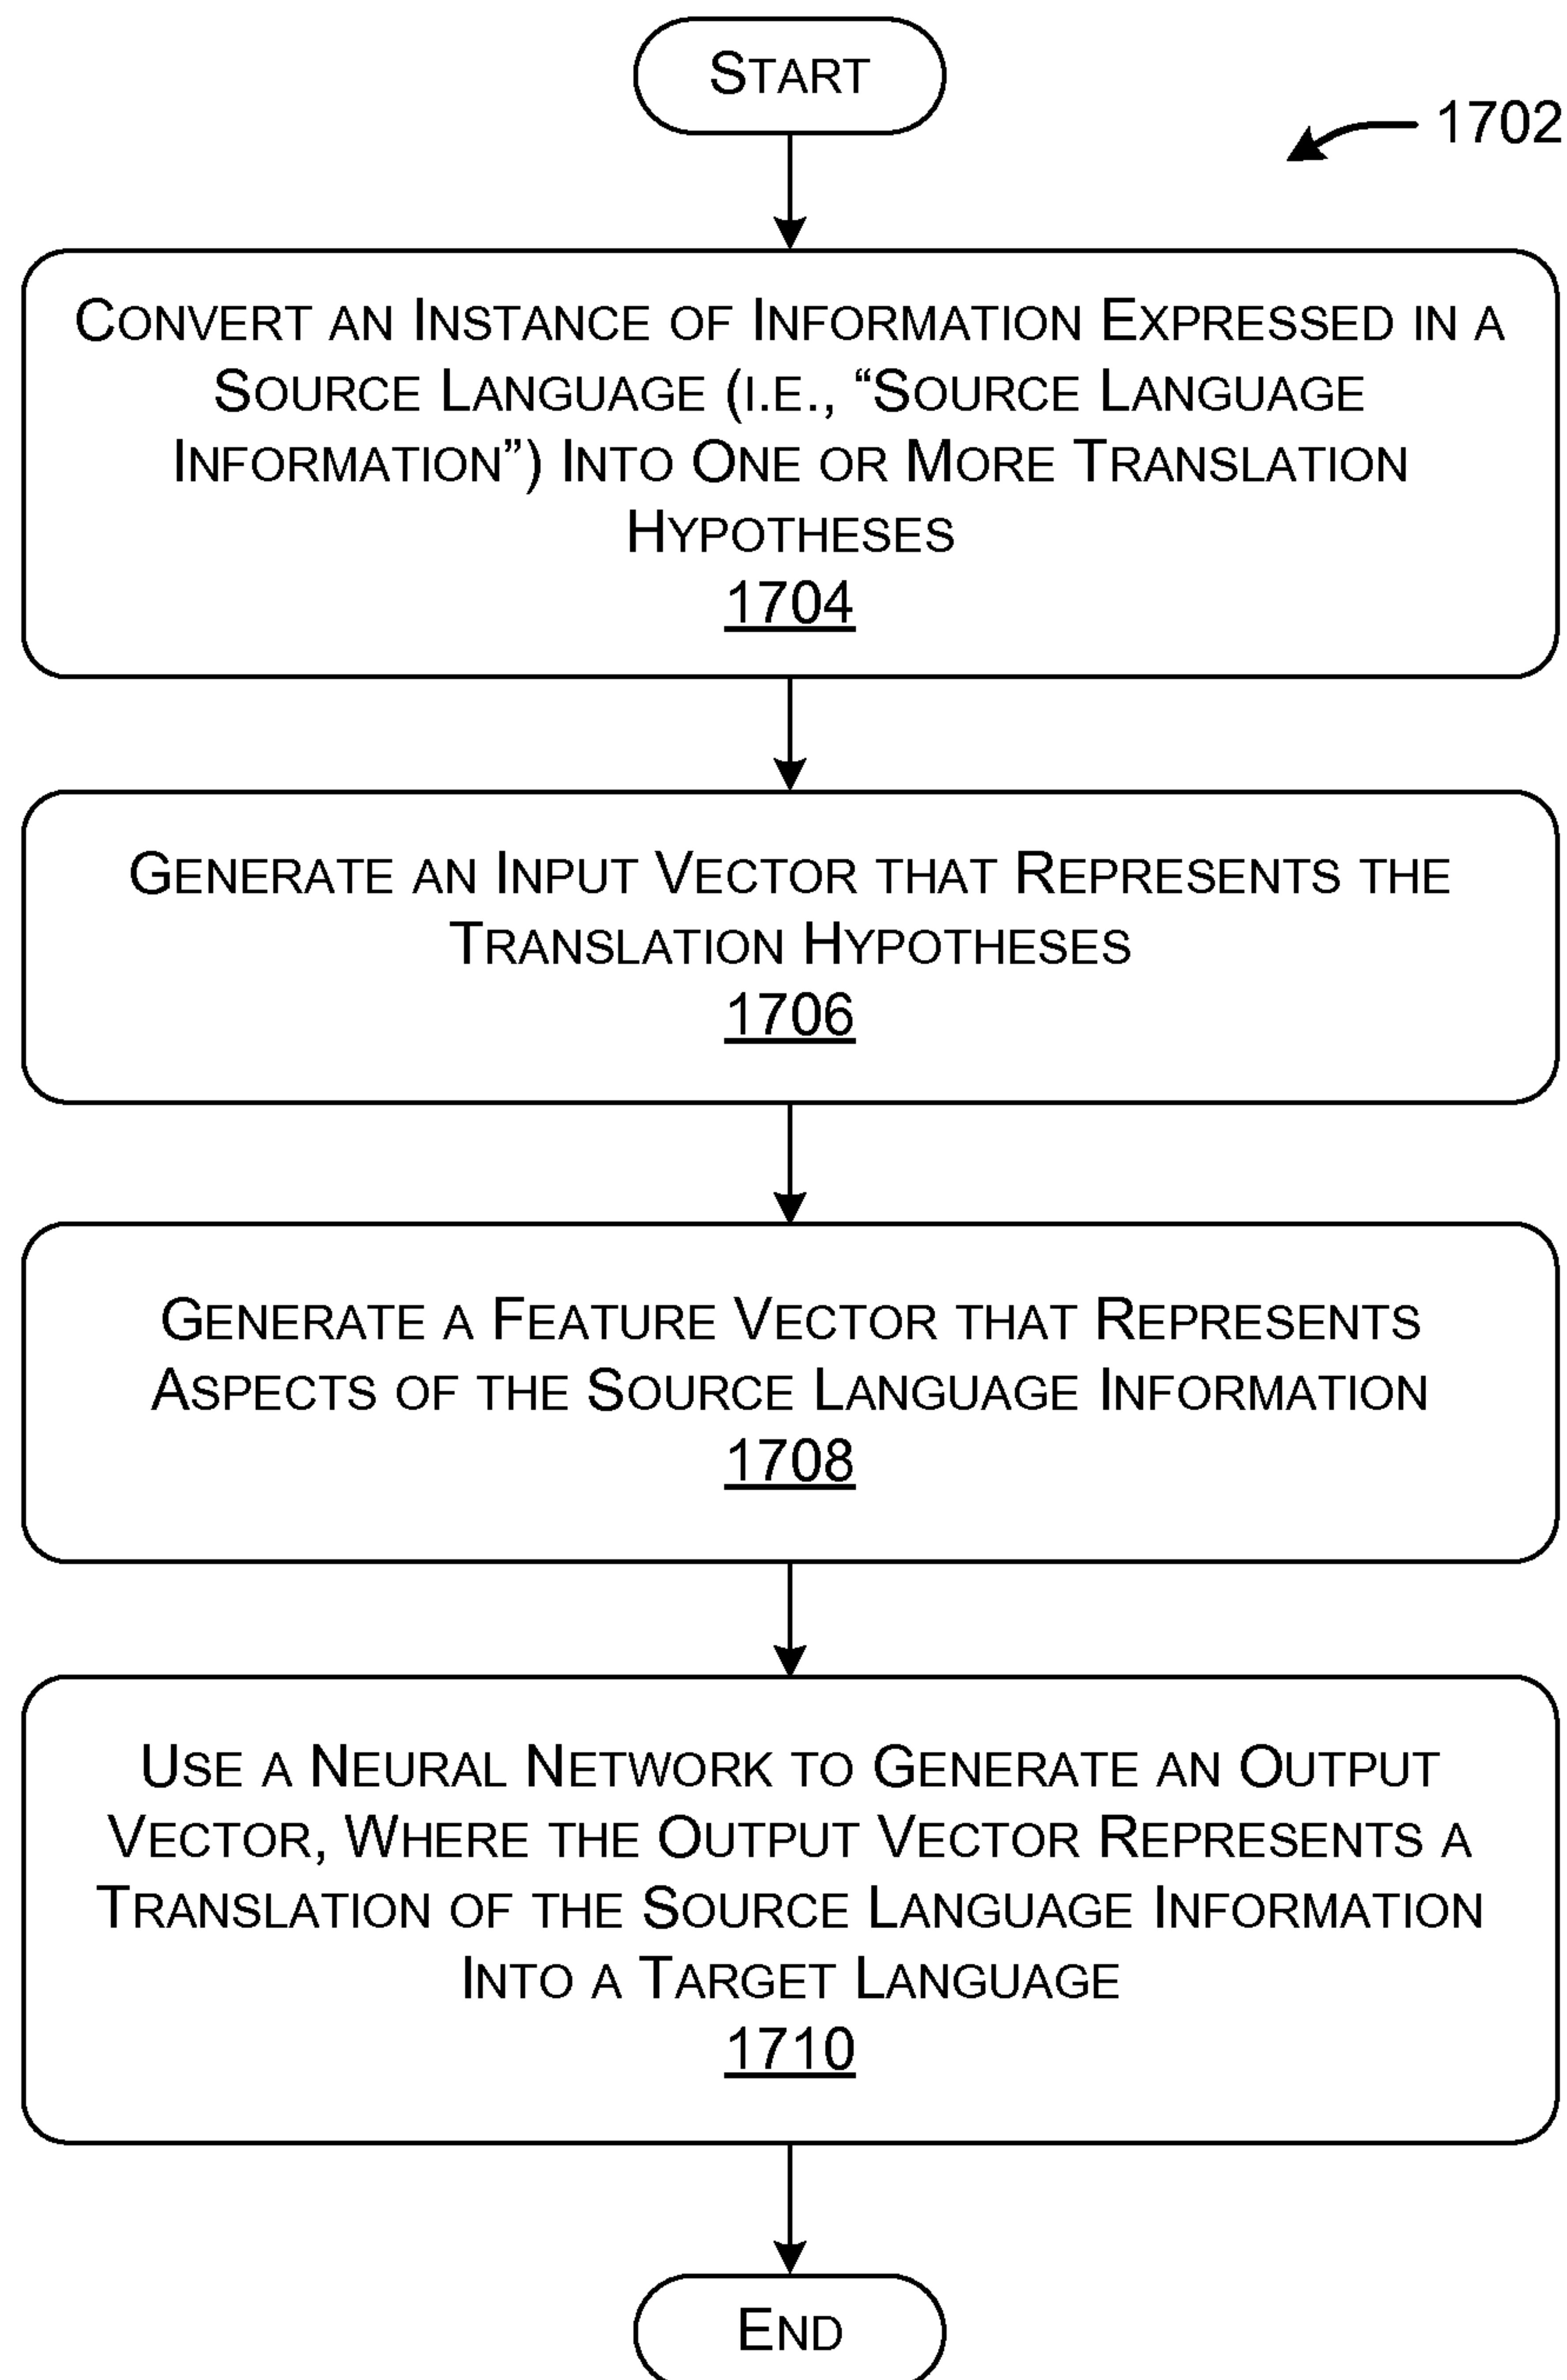 START
1702
CONVERT AN INSTANCE OF INFORMATION EXPRESSED IN A
SOURCE LANGUAGE (I.E., “SOURCE LANGUAGE
INFORMATION”) INTO ONE OR MORE TRANSLATION
HYPOTHESES
1704
GENERATE AN INPUT VECTOR THAT REPRESENTS THE
TRANSLATION HYPOTHESES
1706
GENERATE A FEATURE VECTOR THAT REPRESENTS
ASPECTS OF THE SOURCE LANGUAGE INFORMATION
1708
USE A NEURAL NETWORK TO GENERATE AN OUTPUT
VECTOR, WHERE THE OUTPUT VECTOR REPRESENTS A
TRANSLATION OF THE SOURCE LANGUAGE INFORMATION
INTO A TARGET LANGUAGE
1710
END